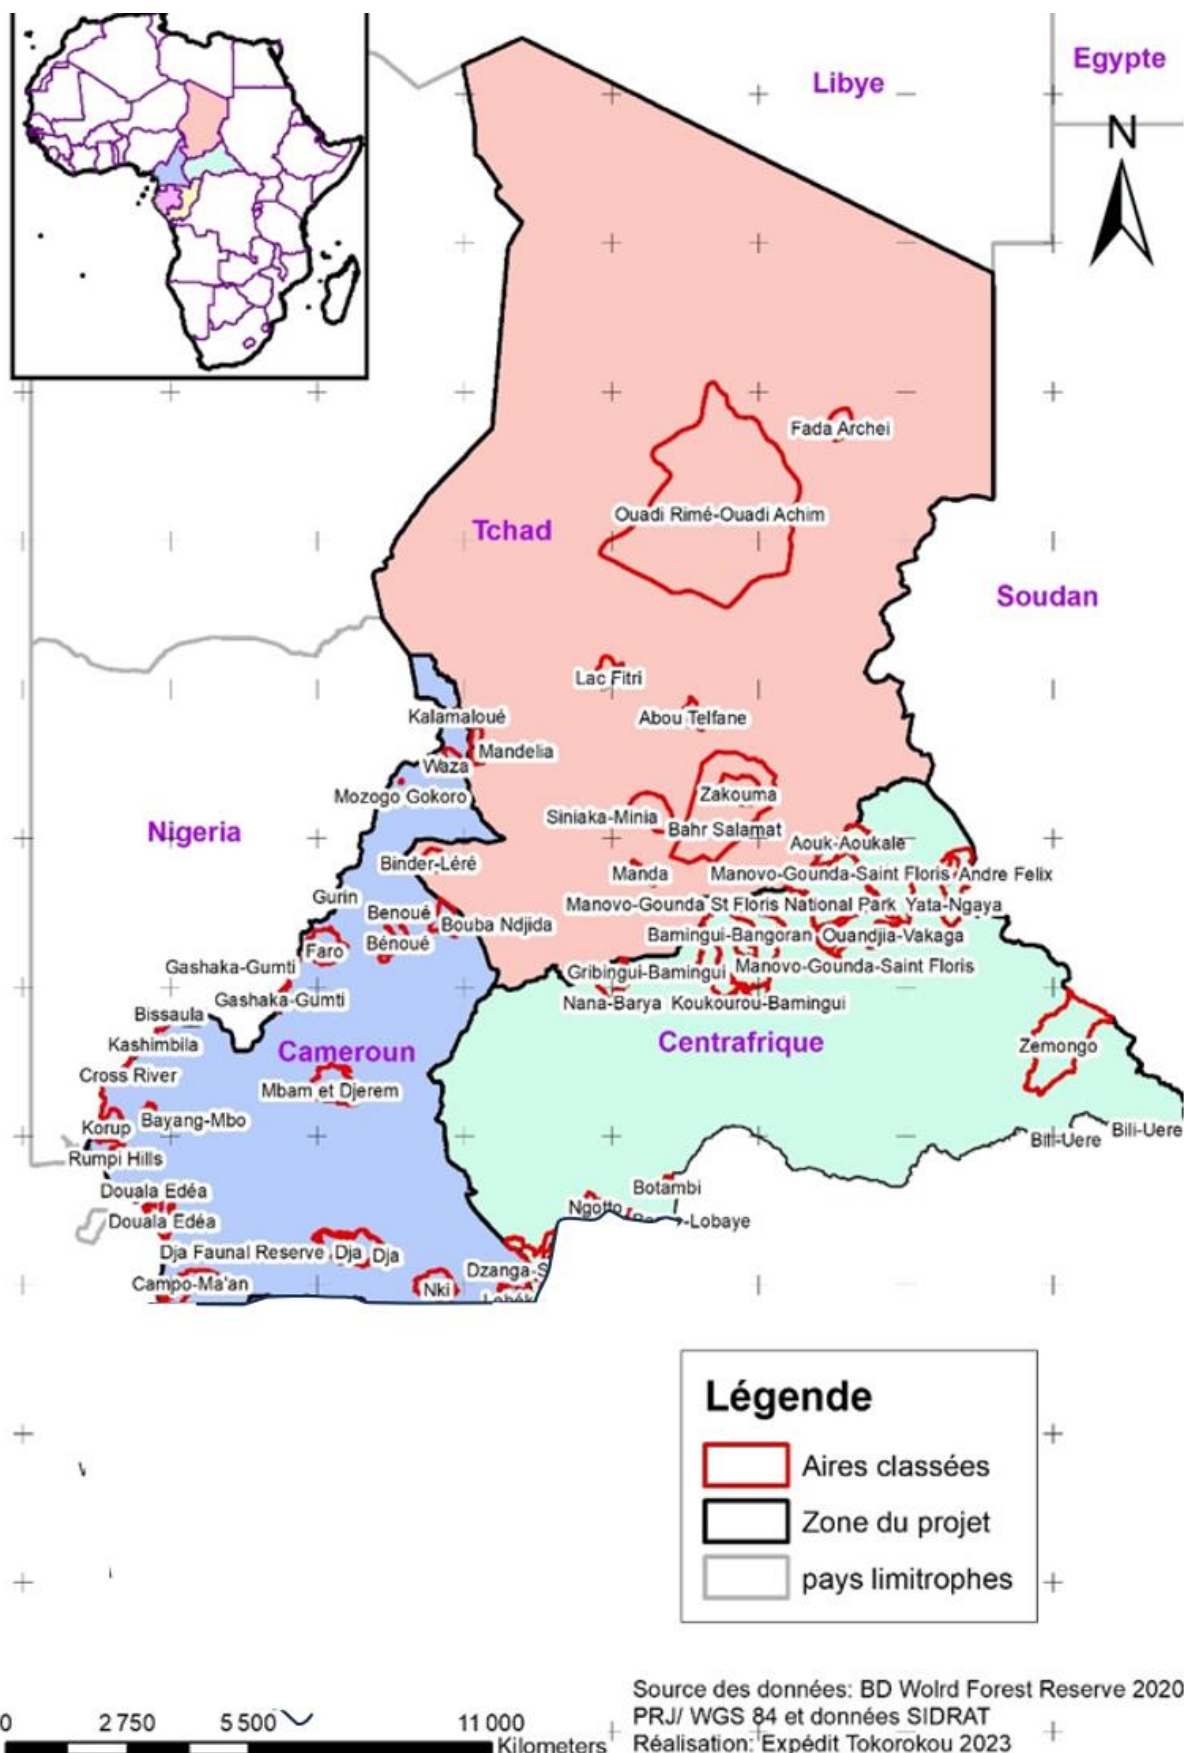 Egypte
Libye
N
Fada Archei
Ouadi Rimé-Ouadi Achim
Tchad
Soudan
Lac Fitri
Kalamaloué
Abou Telfane
Mandelia
Waza
Mozogo Gokoro
Zakouma
Siniaka-Minia
Bahr Salamat
Nigeria
Aouk-Aoukale
Binder-Léré
Manda
Manovo-Gounda-Saint Floris
Andre Felix
Gurin
Benoué
Manovo-Gounda St Floris National Park
Yata-Ngaya
Bouba Ndjida
Bénoué
Bamingui-Bangoran
Ouandjia-Vakaga
Faro
Gashaka-Gumti
Gribingui-Bamingui
Manovo-Gounda-Saint Floris
Gashaka-Gumti
Nana-Barya
Koukourou-Bamingui
Bissaula
Kashimbila
Cameroun
Centrafrique
Zemongo
Cross River
Mbam et Djerem
Korup
Bayang-Mbo
Bili-Uere
Bili-Uere
Rumpi Hills
Douala Edéa
Botambi
Douala Edéa
Ngotto
-Lobaye
Dja Faunal Reserve
Dja
Dja
Dzanga-S
Campo-Ma'an
Nki
Légende
Aires classées
Zone du projet
pays limitrophes
Source des données: BD Wolrd Forest Reserve 2020
PRJ/ WGS 84 et données SIDRAT
Réalisation: Expédit Tokorokou 2023
0 2 750 5 500 11 000
Kilometers